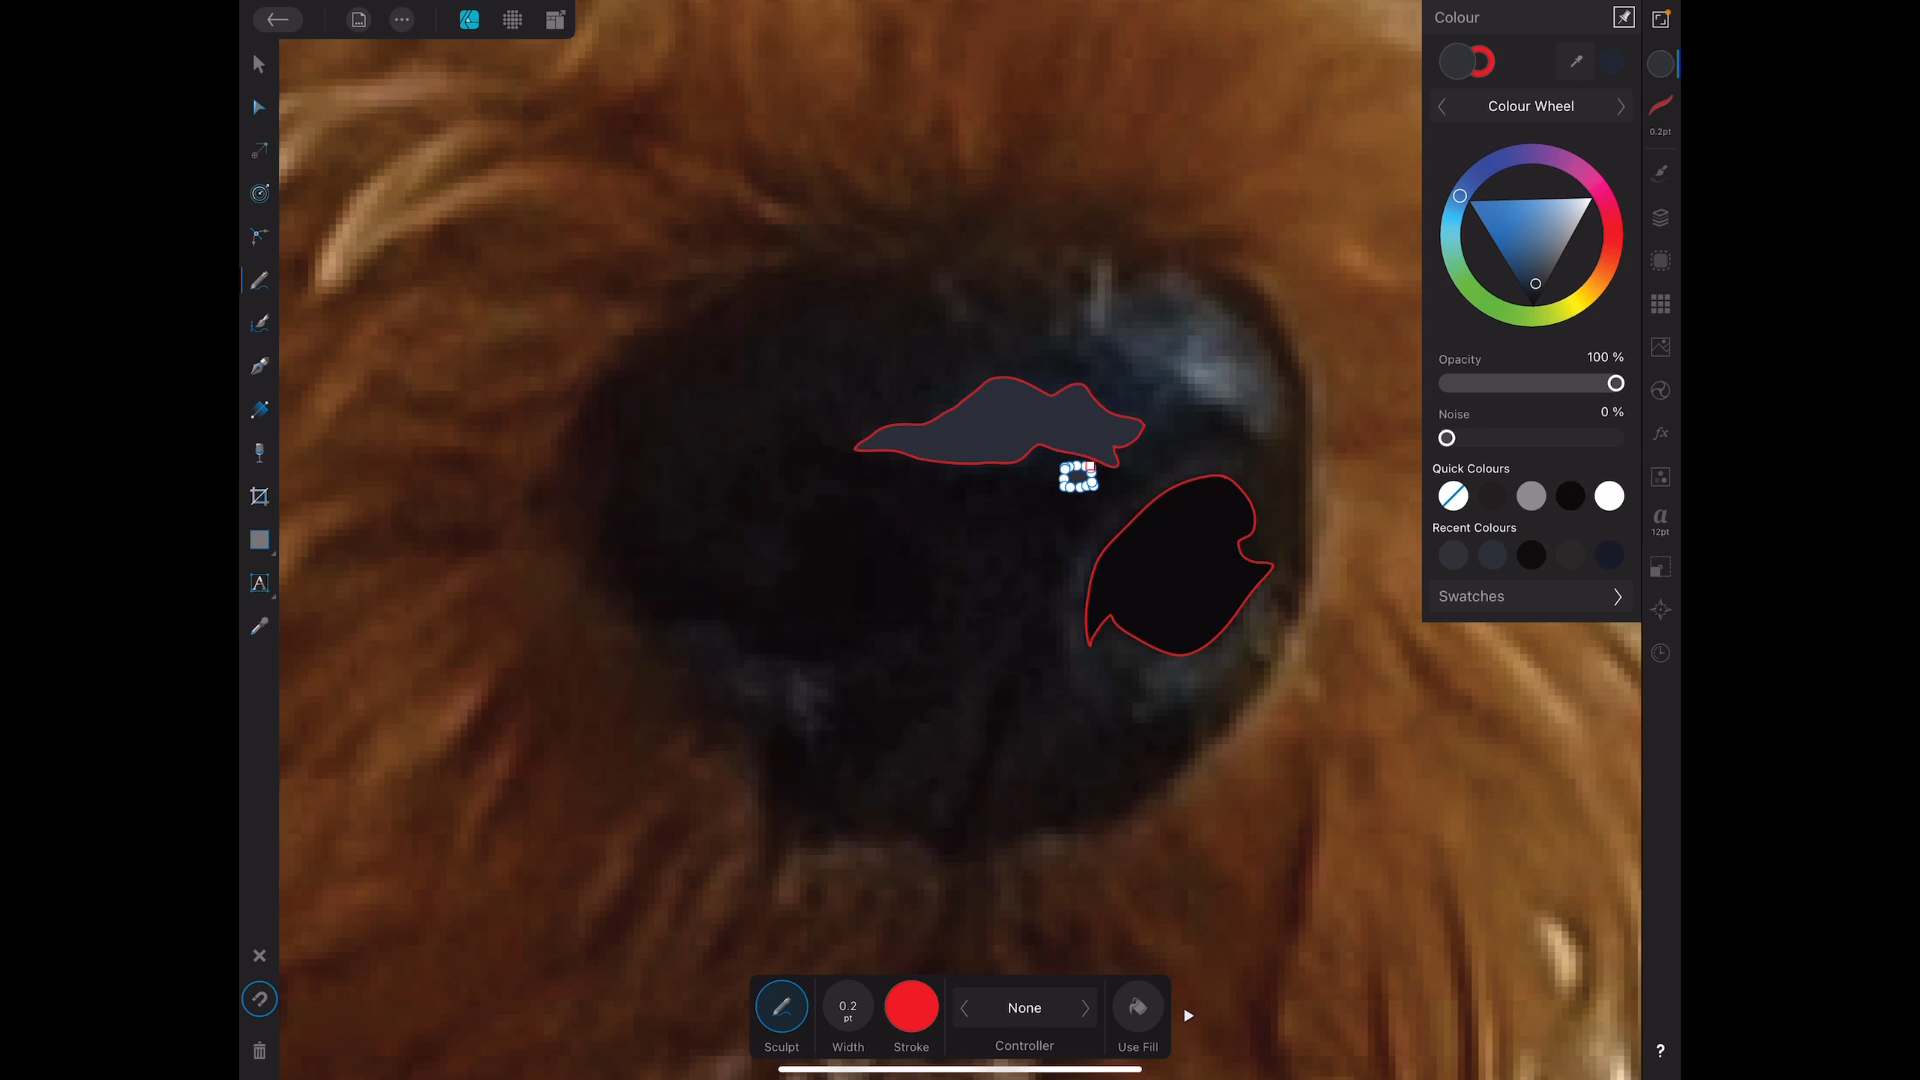 Colour
Colour Wheel
0.2pt
Opacity
100 %
Noise
0 %
Quick Colours
a
12pt
Recent Colours
Swatches
fx
A
0.2
pt
None
Sculpt
Width
Stroke
Controller
Use Fill
?